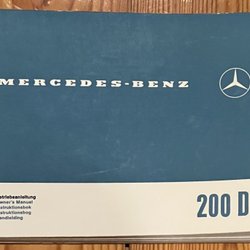 MERCEDES-BENZ
etriebsanleitung
wner's Manual
nstruktionsbok
nstruktionsbog
andleiding
200 D